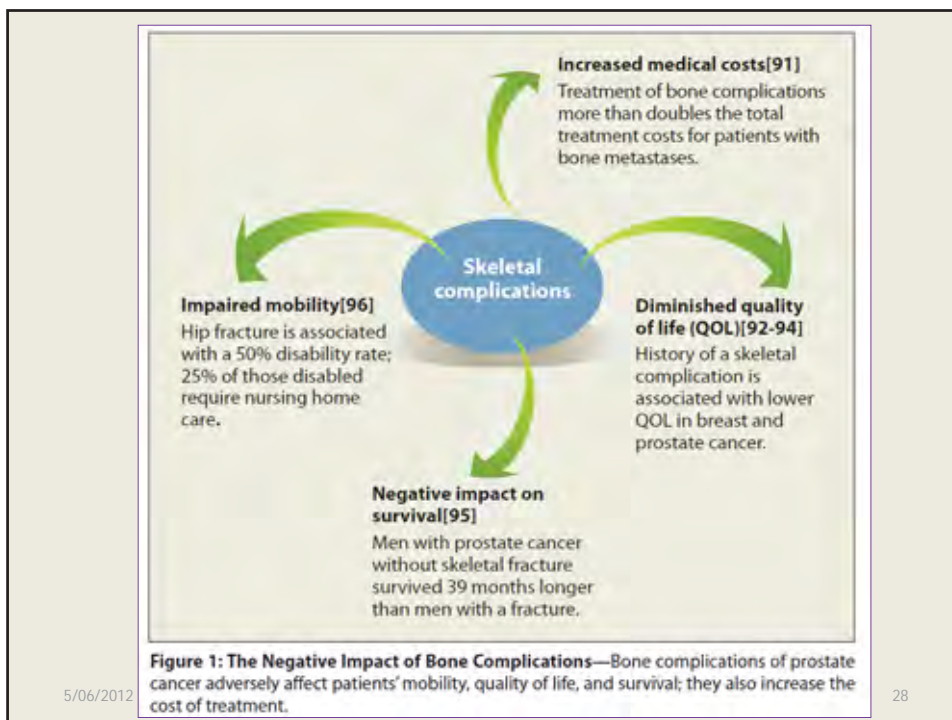 Increased medical costs[91]
Treatment of bone complications
more than doubles the total
treatment costs for patients with
bone metastases.
Skeletal
complications
Impaired mobility[96]
Hip fracture is associated
with a 50% disability rate;
25% of those disabled
require nursing home
care.
Diminished quality
of life (QOL)[92-94]
History of a skeletal
complication is
associated with lower
QOL in breast and
prostate cancer.
Negative impact on
survival[95]
Men with prostate cancer
without skeletal fracture
survived 39 months longer
than men with a fracture.
Figure 1: The Negative Impact of Bone Complications—Bone complications of prostate
cancer adversely affect patients' mobility, quality of life, and survival; they also increase the
cost of treatment.
5/06/2012
28